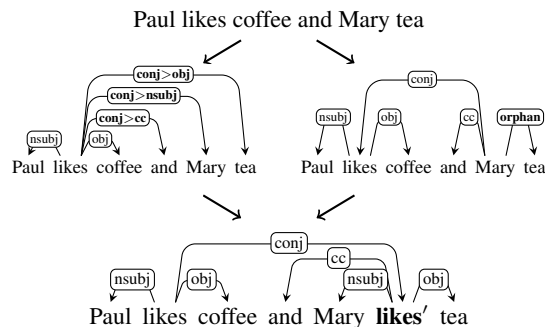 Paul likes coffee and Mary tea
conj>obj
conj>nsubj
conj>cc
nsubj obj
Paul likes coffee and Mary tea
conj
nsubj obj cc orphan
Paul likes coffee and Mary tea
conj
cc
nsubj obj nsubj obj
Paul likes coffee and Mary likes′ tea